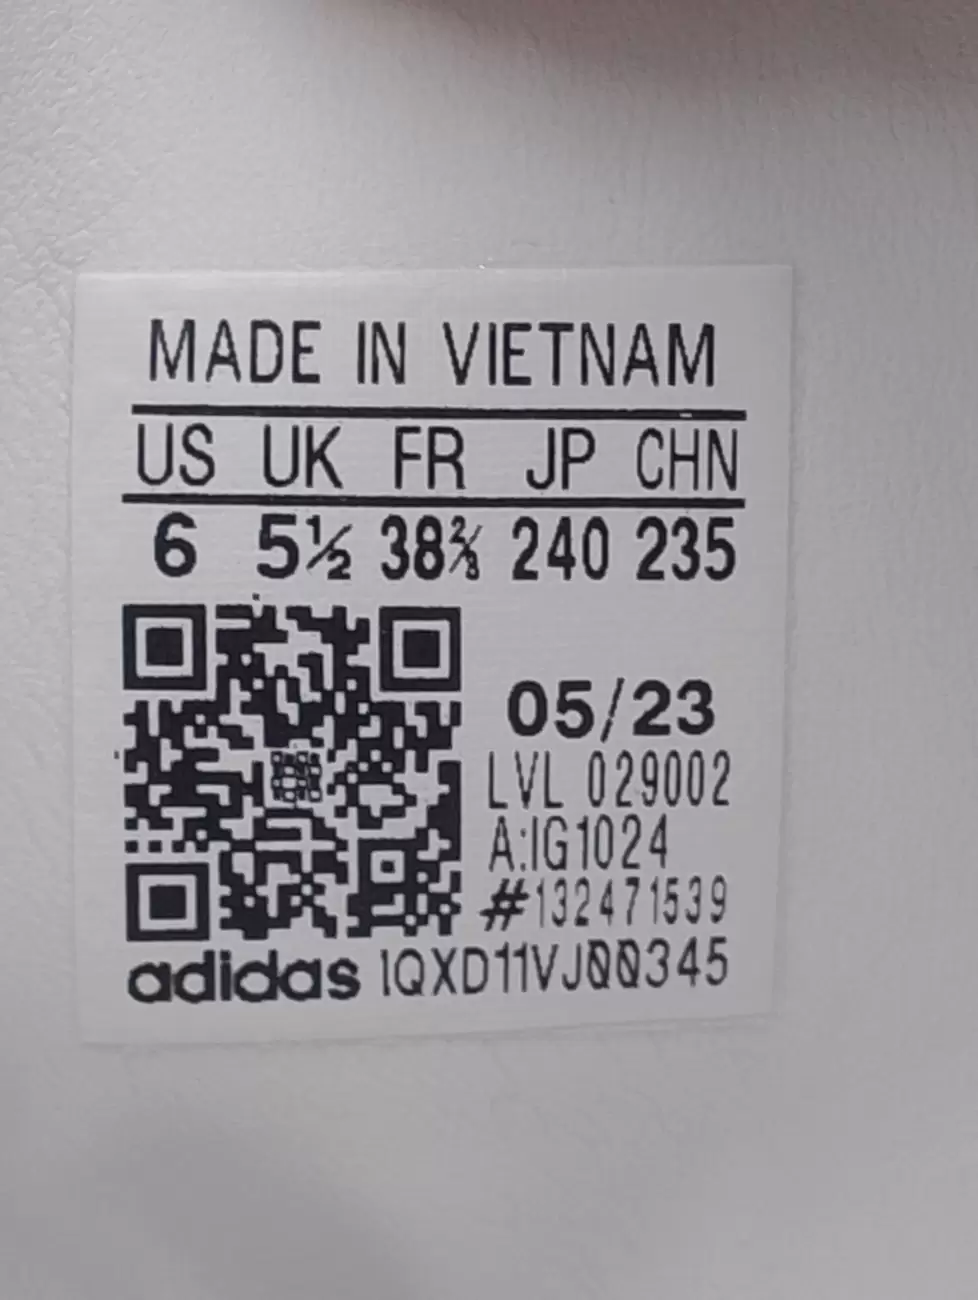 MADE IN VIETNAM
US UK FR JP CHN
6 5½ 38⅔ 240 235
05/23
LVL 029002
A:IG1024
#132471539
adidas 1QXD11VJ00345